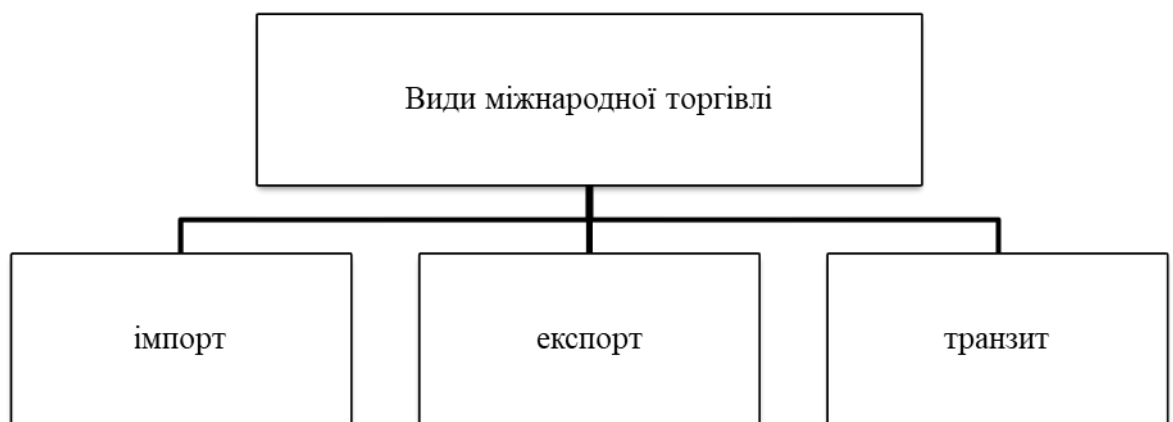 Види міжнародної торгівлі
імпорт
експорт
транзит